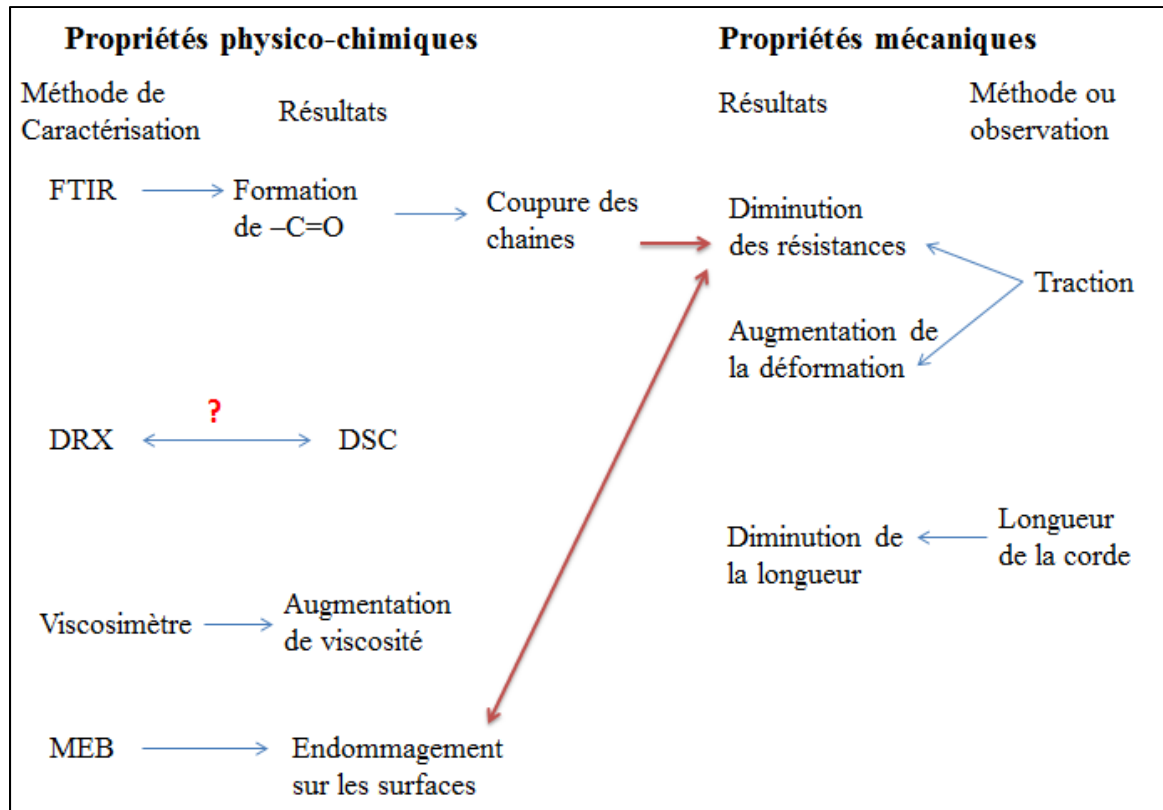 Propriétés physico-chimiques
Propriétés mécaniques
Méthode de
Caractérisation
Résultats
Résultats
Méthode ou
observation
FTIR
Formation
de –C=O
Coupure des
chaines
Diminution
des résistances
Traction
Augmentation de
la déformation
?
DRX
DSC
Diminution de
la longueur
Longueur
de la corde
Viscosimètre
Augmentation
de viscosité
MEB
Endommagement
sur les surfaces